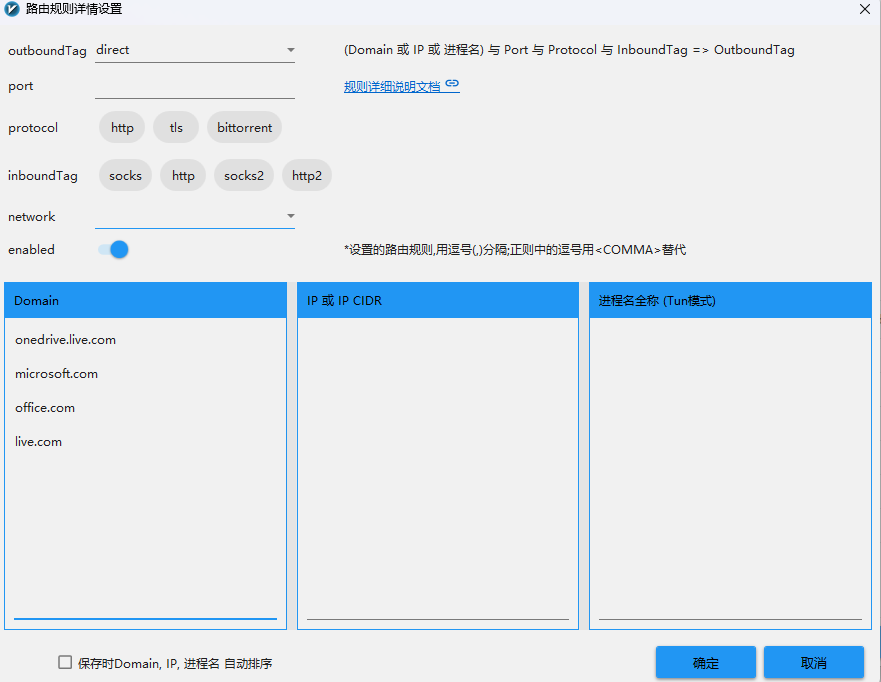 路由规则详情设置
outboundTag direct (Domain 或 IP 或 进程名) 与 Port 与 Protocol 与 InboundTag => OutboundTag
port 规则详细说明文档
protocol http tls bittorrent
inboundTag socks http socks2 http2
network
enabled *设置的路由规则,用逗号(,)分隔;正则中的逗号用<COMMA>替代
Domain IP 或 IP CIDR 进程名全称 (Tun模式)
onedrive.live.com
microsoft.com
office.com
live.com
保存时Domain, IP, 进程名 自动排序 确定 取消